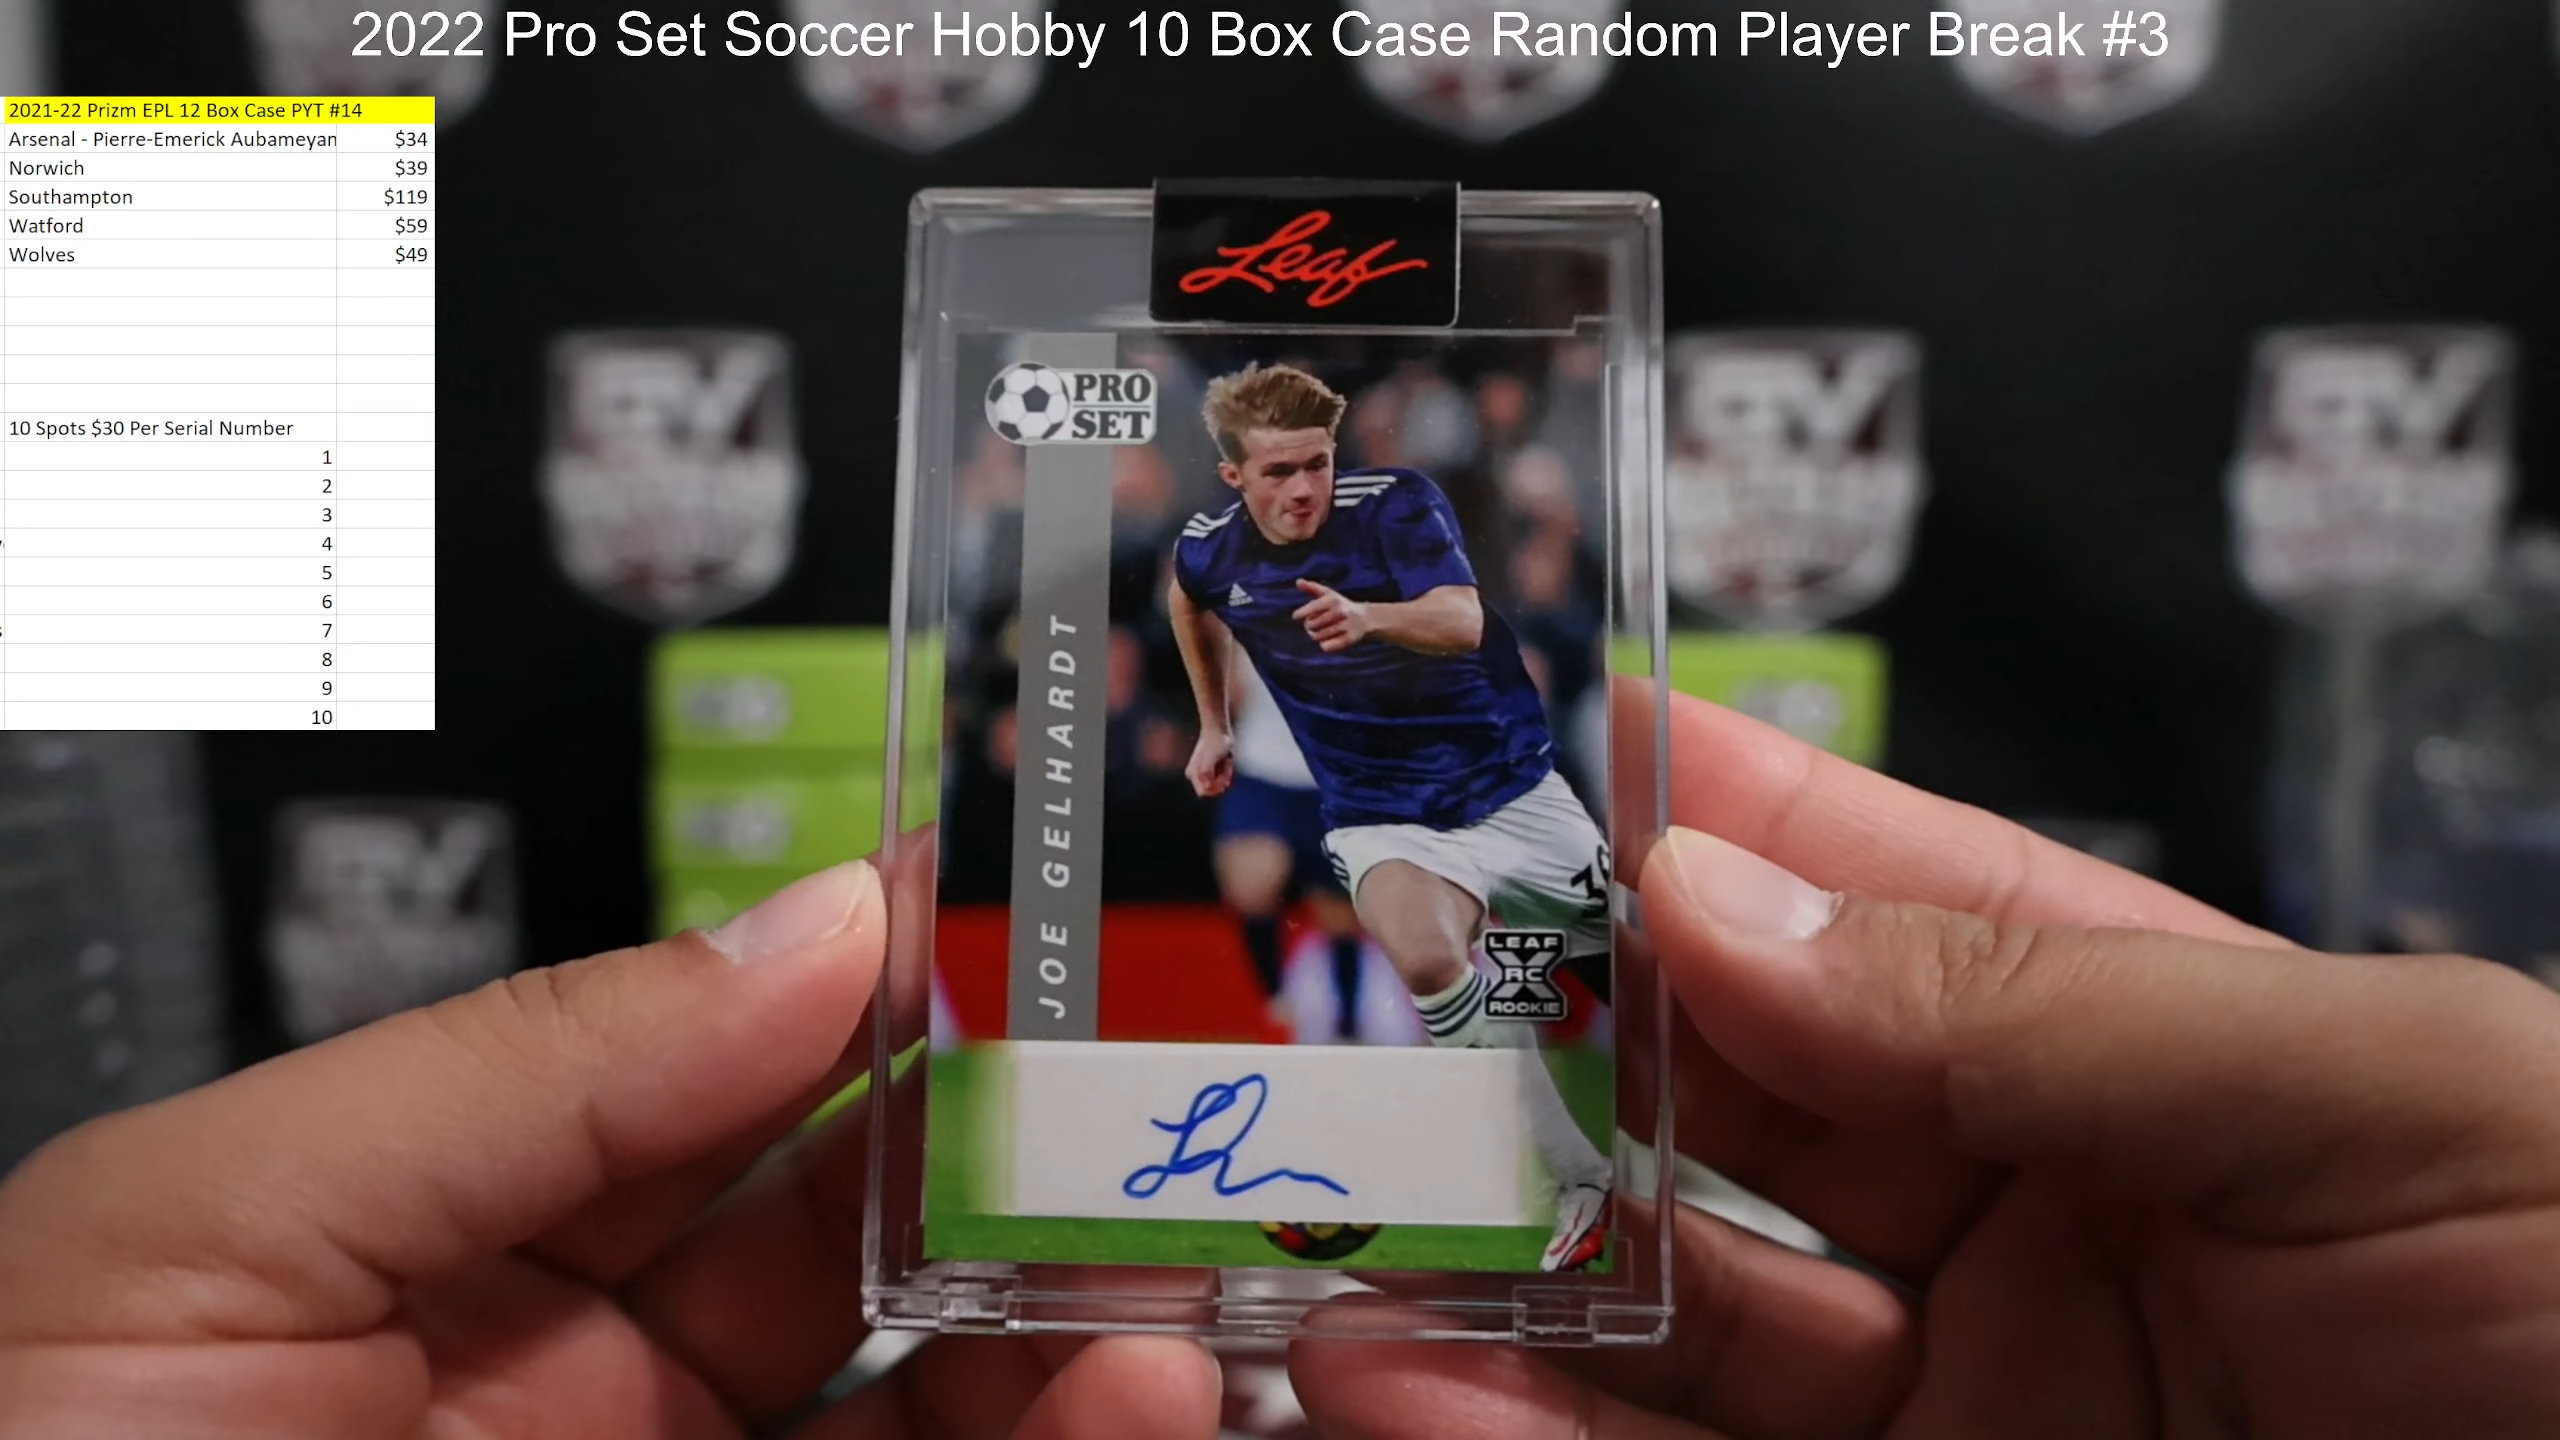 2022 Pro Set Soccer Hobby 10 Box Case Random Player Break #3
2021-22 Prizm EPL 12 Box Case PYT #14
Arsenal - Pierre-Emerick Aubameyan $34
Norwich $39
Southampton $119
Watford $59
Wolves $49
10 Spots $30 Per Serial Number
1
2
3
4
5
6
7
8
9
10
Leaf
PRO
SET
JOE GELHARDT
adidas
LEAF
RC
ROOKIE